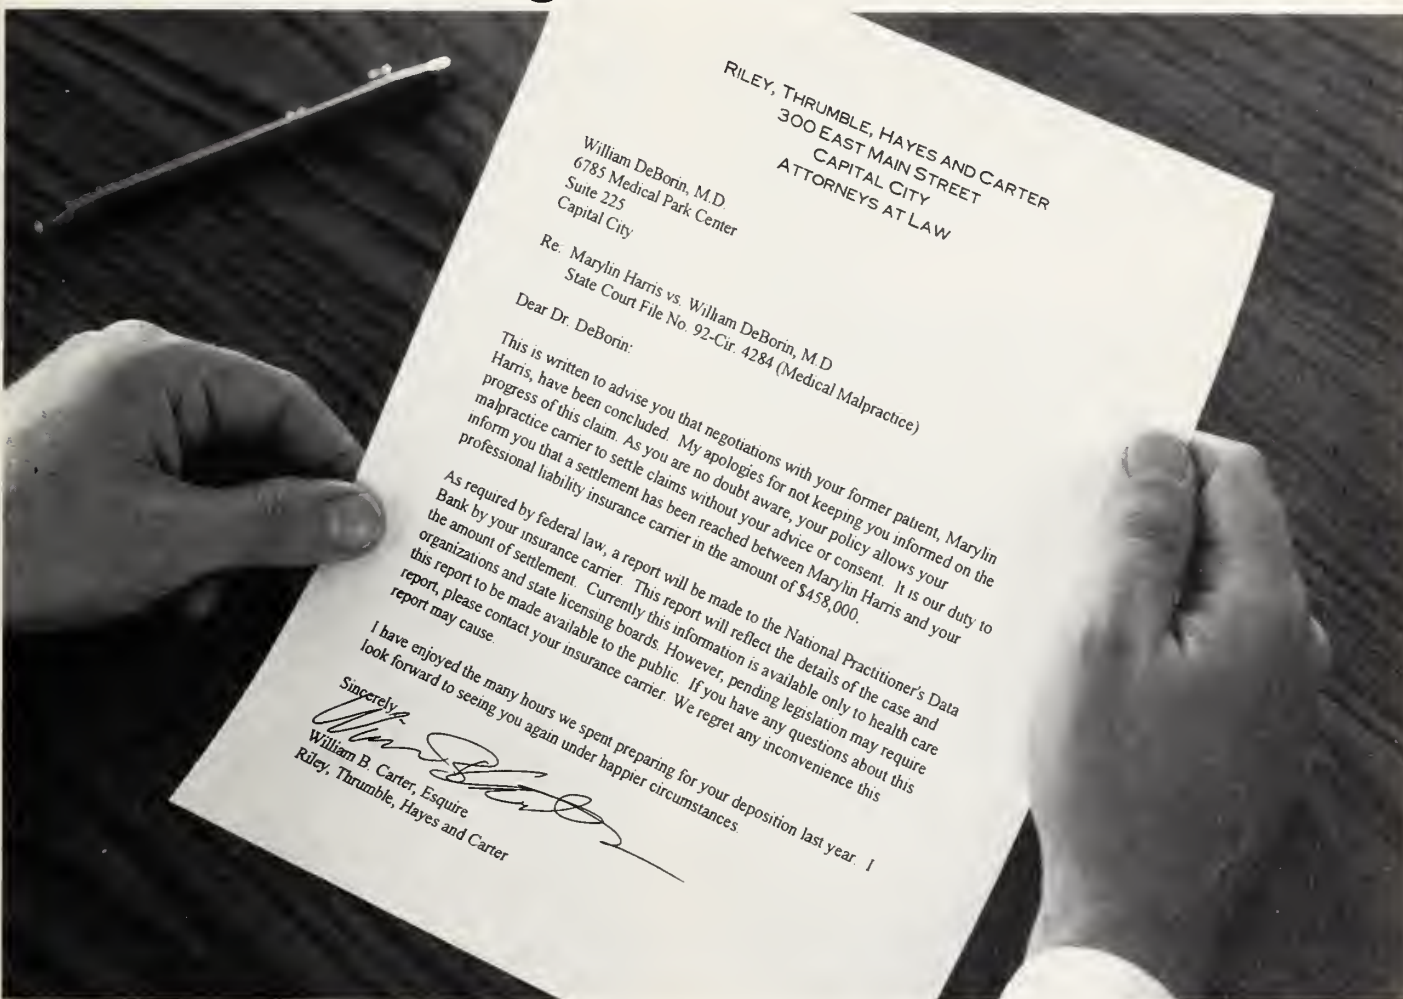 RILEY, THRUMBLE, HAYES AND CARTER
300 EAST MAIN STREET
CAPITAL CITY
ATTORNEYS AT LAW
William DeBorin, M.D.
6785 Medical Park Center
Suite 225
Capital City
Re: Marylin Harris vs. William DeBorin, M.D
State Court File No. 92-Cir. 4284 (Medical Malpractice)
Dear Dr. DeBorin:
This is written to advise you that negotiations with your former patient, Marylin
Harris, have been concluded. My apologies for not keeping you informed on the
progress of this claim. As you are no doubt aware, your policy allows your
malpractice carrier to settle claims without your advice or consent. It is our duty to
inform you that a settlement has been reached between Marylin Harris and your
professional liability insurance carrier in the amount of $458,000.
As required by federal law, a report will be made to the National Practitioner's Data
Bank by your insurance carrier. This report will reflect the details of the case and
the amount of settlement. Currently this information is available only to health care
organizations and state licensing boards. However, pending legislation may require
this report to be made available to the public. If you have any questions about this
report, please contact your insurance carrier. We regret any inconvenience this
report may cause.
I have enjoyed the many hours we spent preparing for your deposition last year. I
look forward to seeing you again under happier circumstances.
Sincerely,
William B. Carter, Esquire
Riley, Thrumble, Hayes and Carter